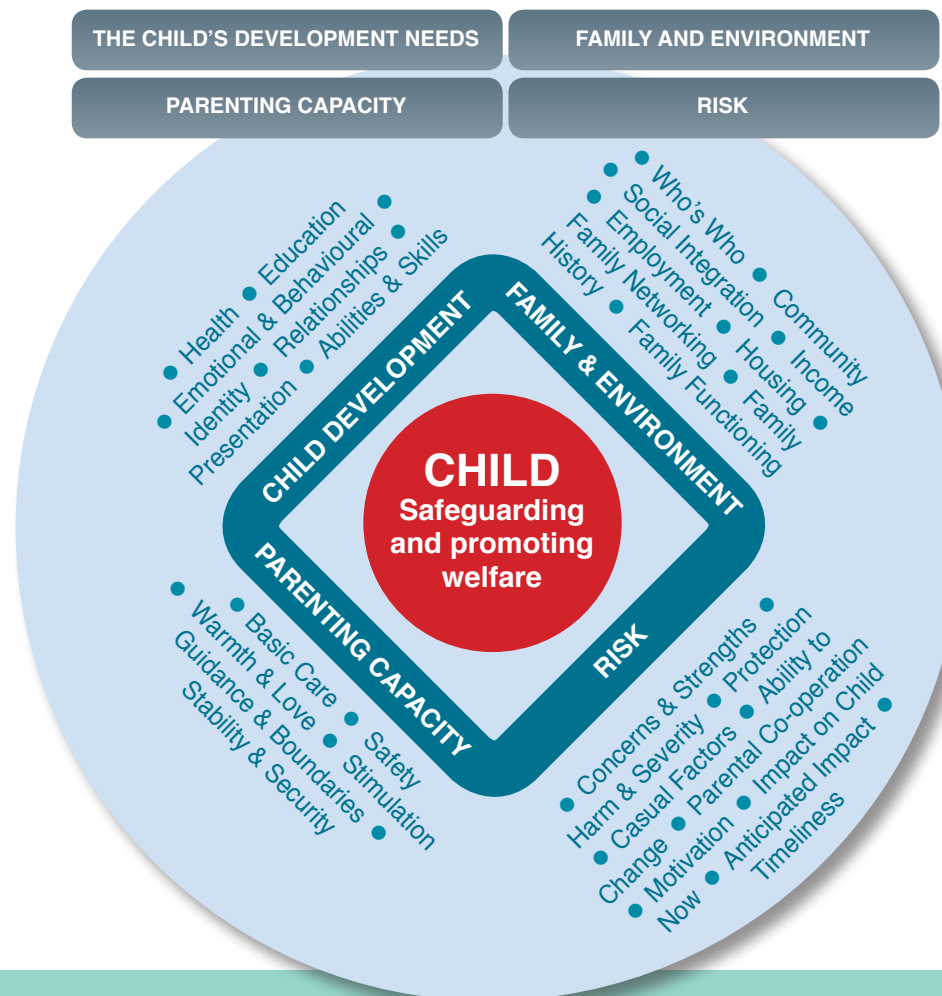 THE CHILD'S DEVELOPMENT NEEDS
FAMILY AND ENVIRONMENT
PARENTING CAPACITY
RISK
● Health ● Education
● Emotional & Behavioural ●
Identity ● Relationships ●
Presentation ● Abilities & Skills
● Who's Who ● Community
● Social Integration ● Income
● Employment ● Housing ●
Family Networking ● Family
History ● Family Functioning
CHILD DEVELOPMENT
FAMILY & ENVIRONMENT
CHILD
Safeguarding
and promoting
welfare
PARENTING CAPACITY
RISK
● Basic Care ● Safety
● Warmth & Love ● Stimulation
Guidance & Boundaries ●
Stability & Security
● Concerns & Strengths ●
Harm & Severity ● Protection
● Casual Factors ● Ability to
Change ● Parental Co-operation
● Motivation ● Impact on Child
Now ● Anticipated Impact ●
Timeliness